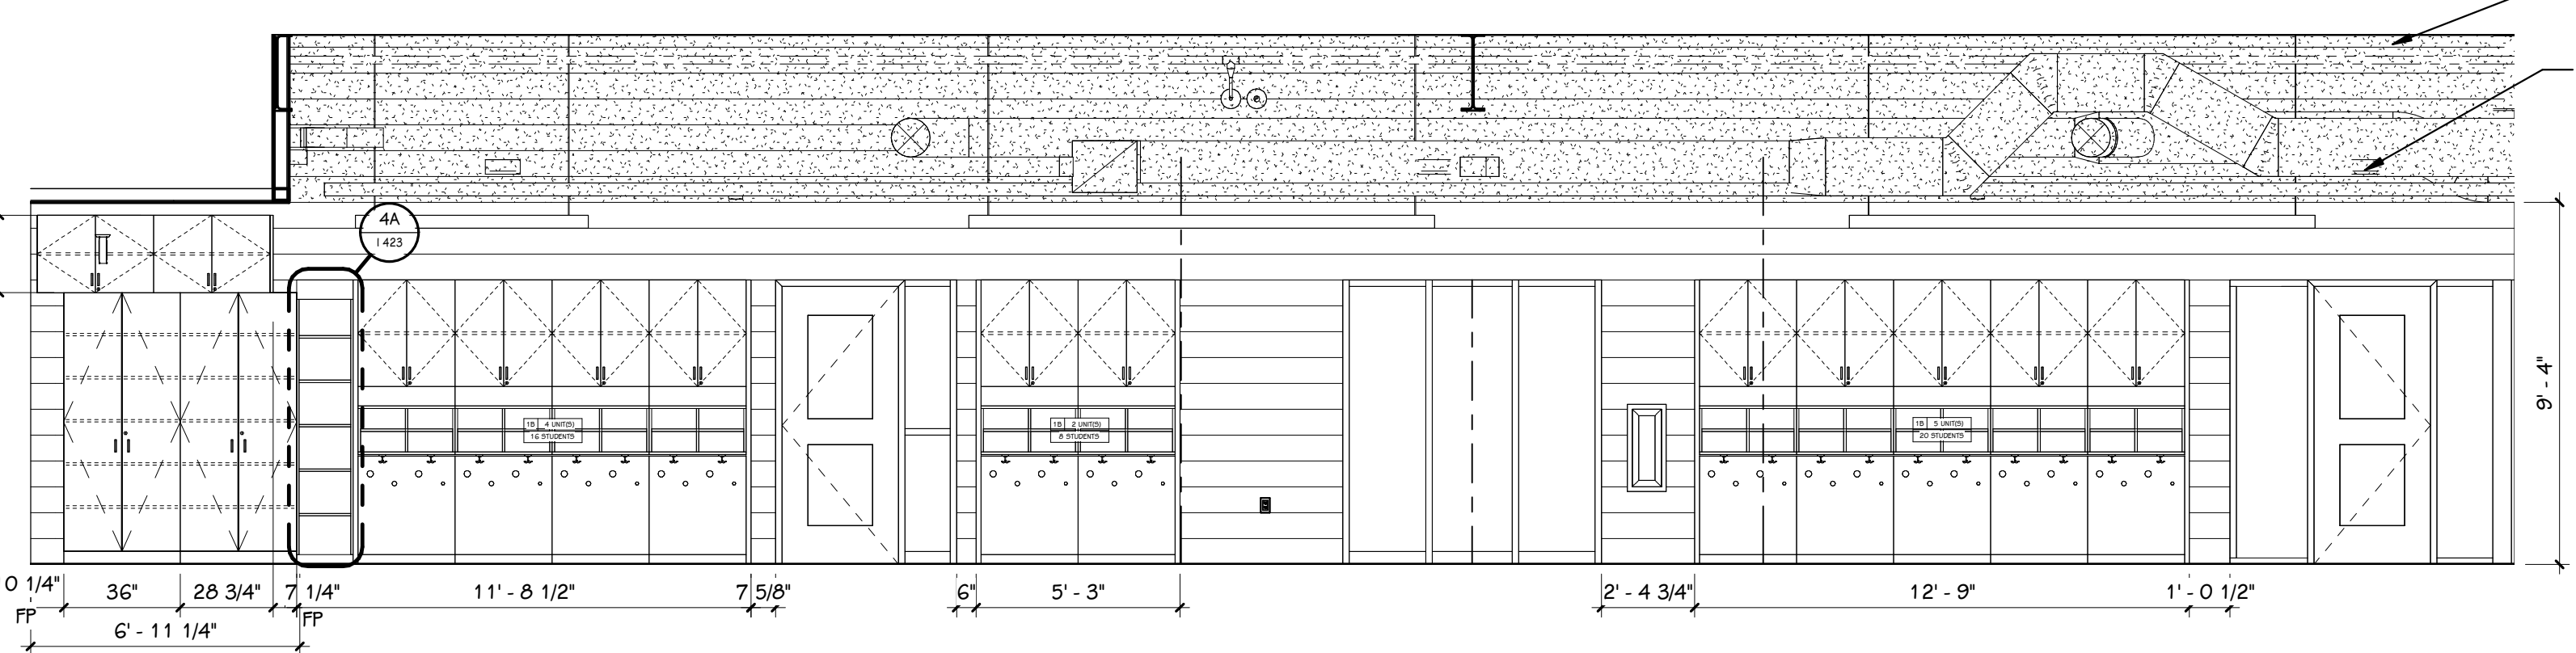 4A
1423
1B 4 UNIT(S)
16 STUDENTS
1B 2 UNIT(S)
8 STUDENTS
1B 5 UNIT(S)
20 STUDENTS
9' - 4"
0 1/4"
36"
28 3/4"
7 1/4"
11' - 8 1/2"
7 5/8"
6"
5' - 3"
2' - 4 3/4"
12' - 9"
1' - 0 1/2"
FP
FP
6' - 11 1/4"